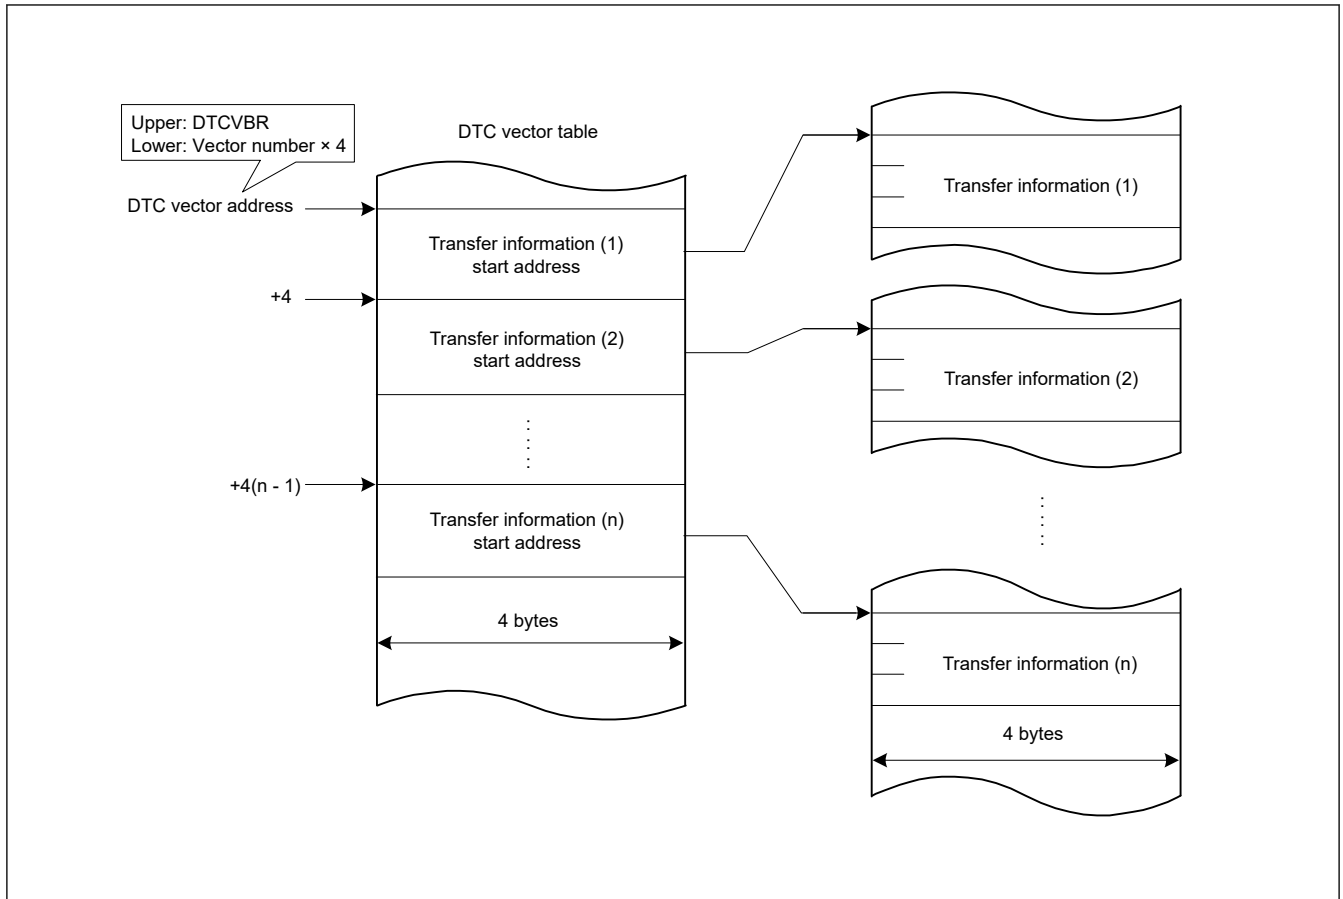 Upper: DTCVBR
Lower: Vector number × 4
DTC vector table
DTC vector address
Transfer information (1)
start address
+4
Transfer information (2)
start address
+4(n - 1)
Transfer information (n)
start address
4 bytes
Transfer information (1)
Transfer information (2)
Transfer information (n)
4 bytes